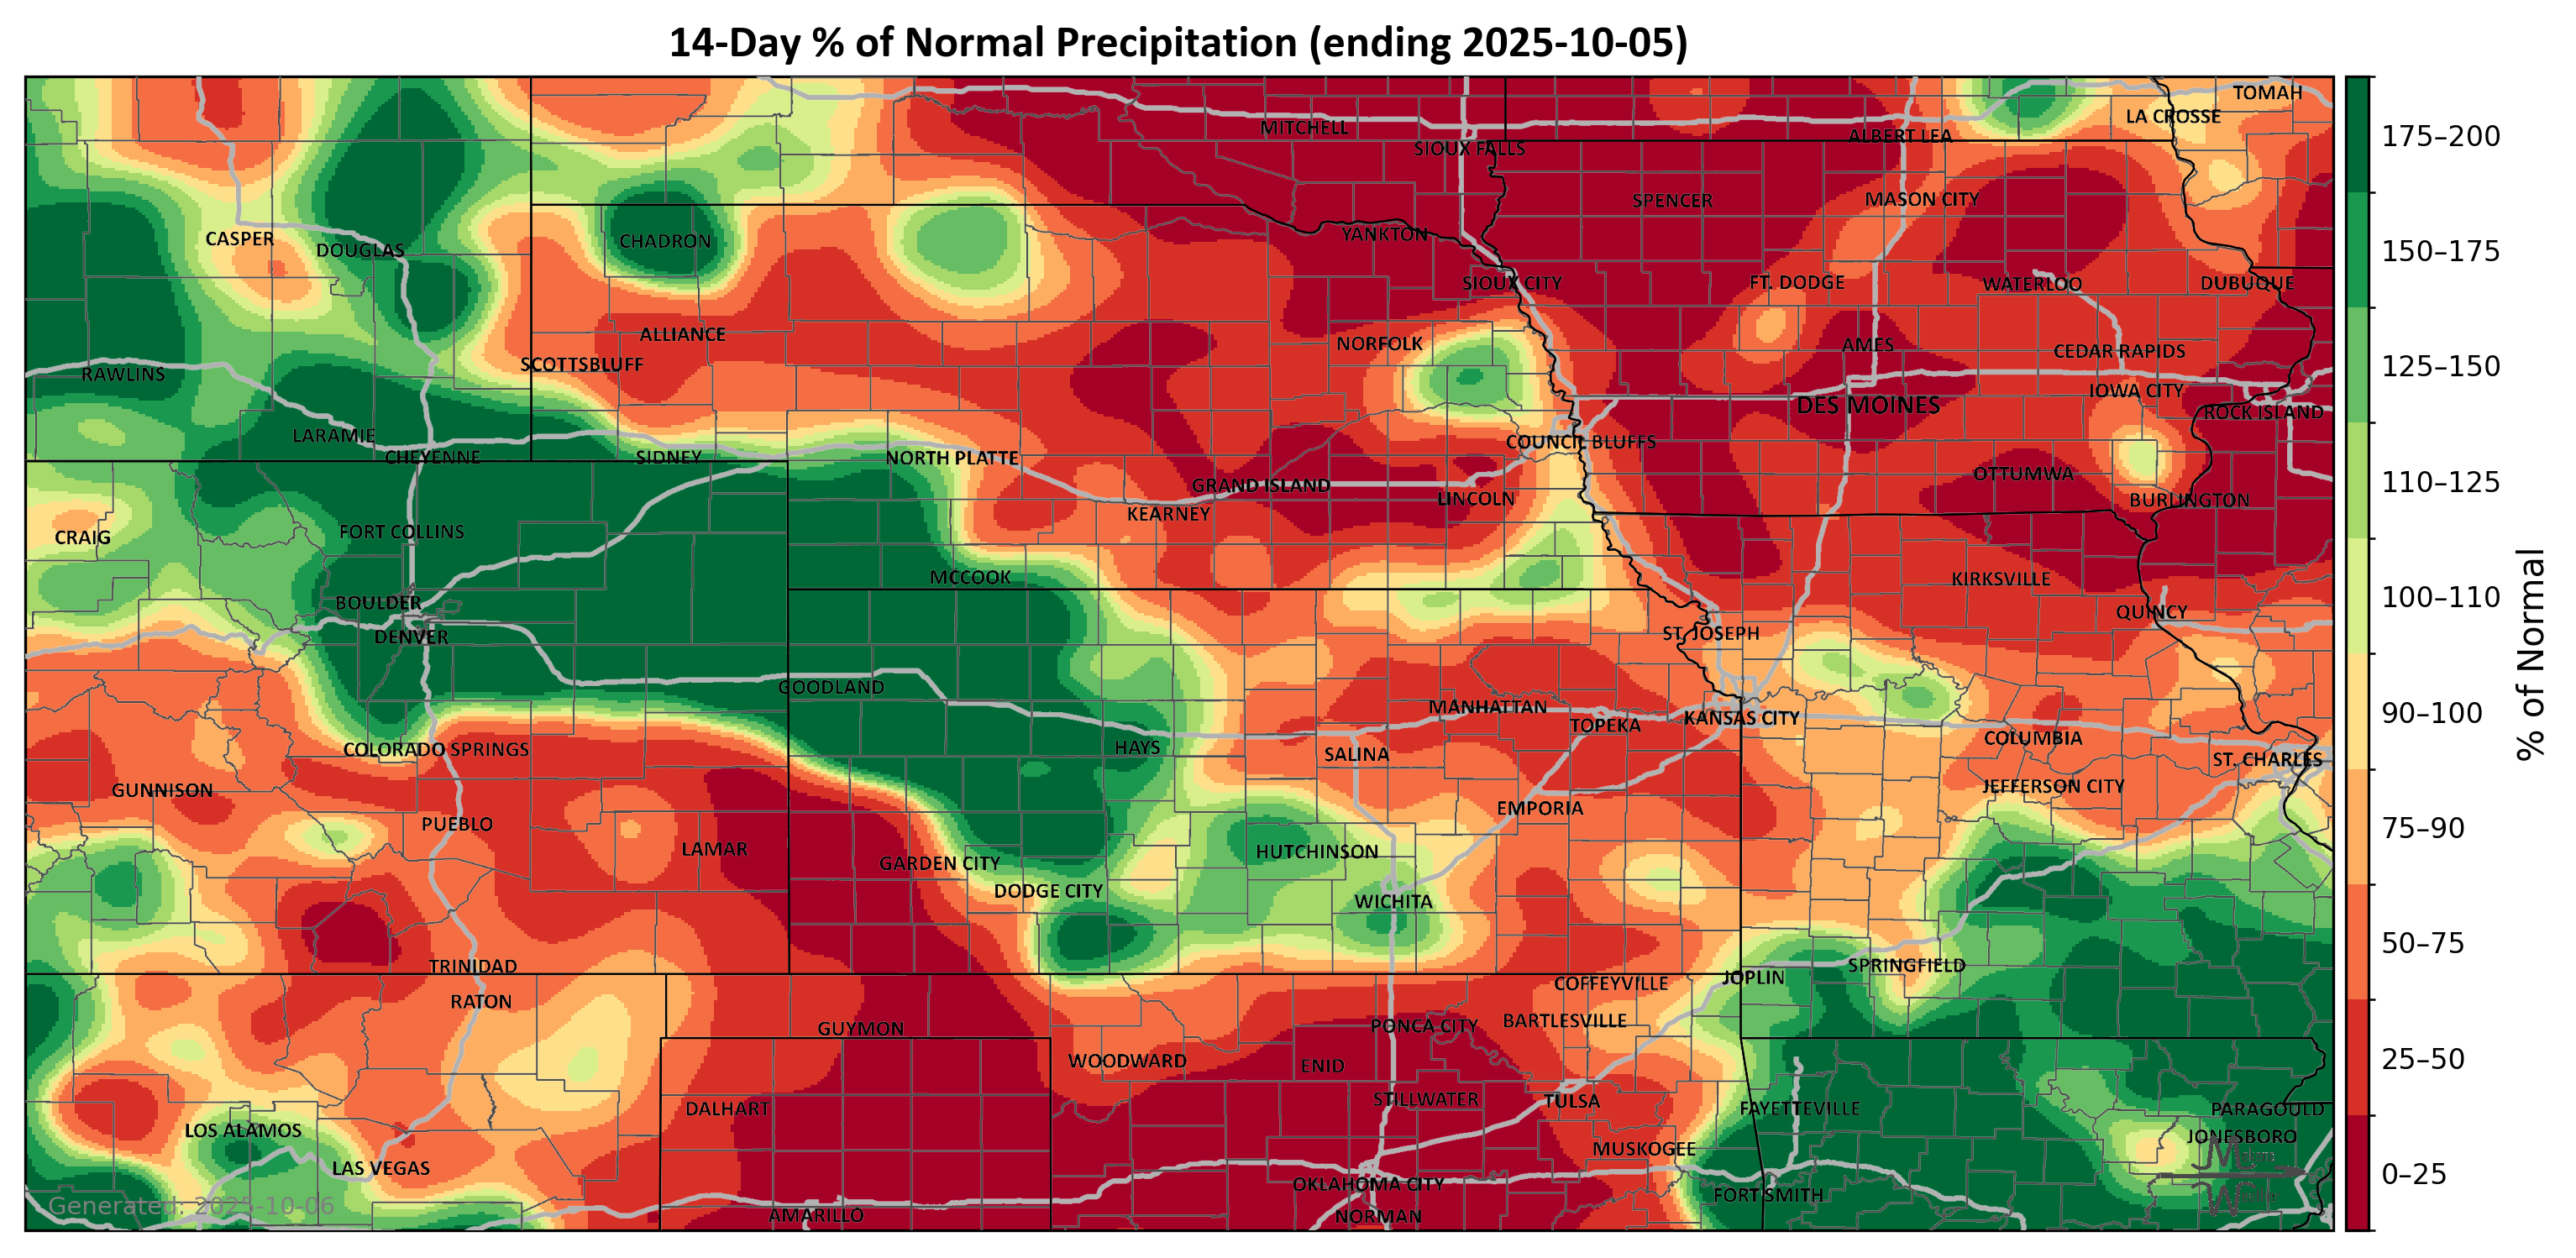 14-Day % of Normal Precipitation (ending 2025-10-05)
TOMAH
LA CROSSE
MITCHELL
ALBERT LEA
SIOUX FALLS
SPENCER
MASON CITY
YANKTON
CASPER
CHADRON
DOUGLAS
SIOUX CITY
FT. DODGE
WATERLOO
DUBUQUE
ALLIANCE
NORFOLK
AMES
CEDAR RAPIDS
SCOTTSBLUFF
RAWLINS
IOWA CITY
DES MOINES
ROCK ISLAND
LARAMIE
COUNCIL BLUFFS
CHEYENNE
SIDNEY
NORTH PLATTE
OTTUMWA
GRAND ISLAND
LINCOLN
BURLINGTON
KEARNEY
CRAIG
FORT COLLINS
MCCOOK
KIRKSVILLE
BOULDER
QUINCY
DENVER
ST. JOSEPH
GOODLAND
MANHATTAN
TOPEKA
KANSAS CITY
COLUMBIA
COLORADO SPRINGS
HAYS
SALINA
ST. CHARLES
GUNNISON
JEFFERSON CITY
EMPORIA
PUEBLO
LAMAR
GARDEN CITY
HUTCHINSON
DODGE CITY
WICHITA
TRINIDAD
SPRINGFIELD
JOPLIN
COFFEYVILLE
RATON
GUYMON
PONCA CITY
BARTLESVILLE
WOODWARD
ENID
DALHART
STILLWATER
TULSA
FAYETTEVILLE
PARAGOULD
LOS ALAMOS
JONESBORO
MUSKOGEE
LAS VEGAS
OKLAHOMA CITY
FORT SMITH
AMARILLO
NORMAN
Generated: 2025-10-06
175–200
150–175
125–150
110–125
100–110
90–100
75–90
50–75
25–50
0–25
% of Normal